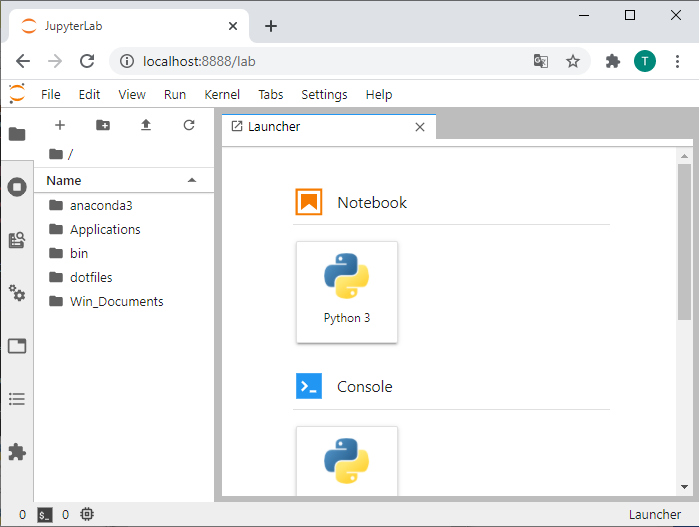 JupyterLab
localhost:8888/lab
T
File Edit View Run Kernel Tabs Settings Help
Launcher
/
Name
anaconda3
Applications
bin
dotfiles
Win_Documents
Notebook
Python 3
Console
0 $_ 0
Launcher